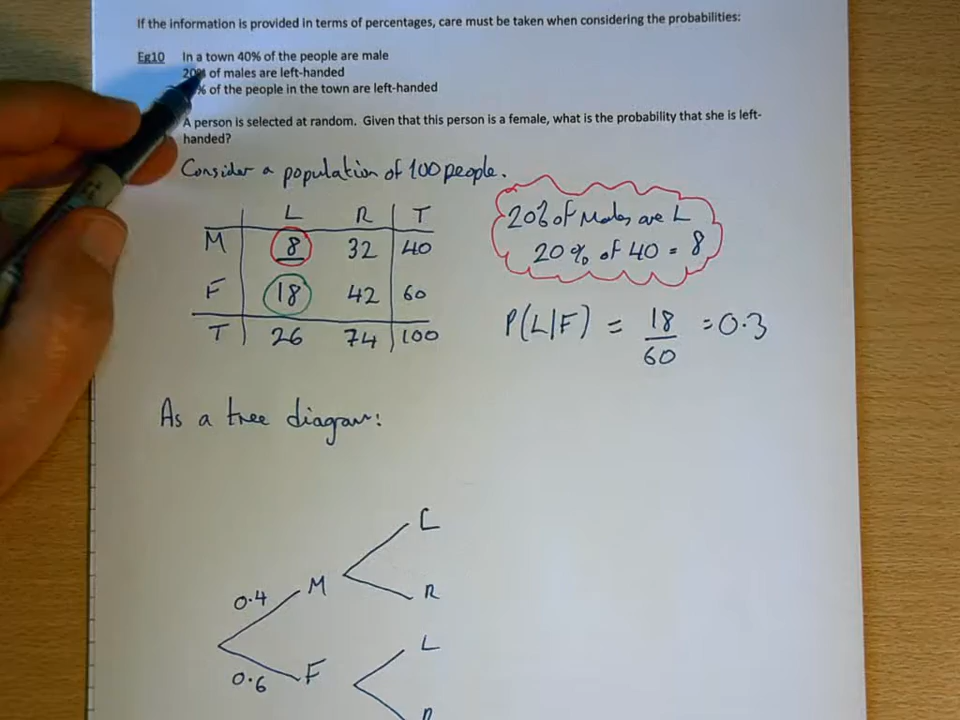 If the information is provided in terms of percentages, care must be taken when considering the probabilities:
Eg10 In a town 40% of the people are male
20% of males are left-handed
% of the people in the town are left-handed
A person is selected at random. Given that this person is a female, what is the probability that she is left-
handed?
Consider a population of 100 people.
L R T
M 8 32 40
F 18 42 60
T 26 74 100
20% of Males are L
20% of 40 = 8
P(L|F) = 18/60 = 0.3
As a tree diagram:
L
0.4 M
R
L
0.6 F